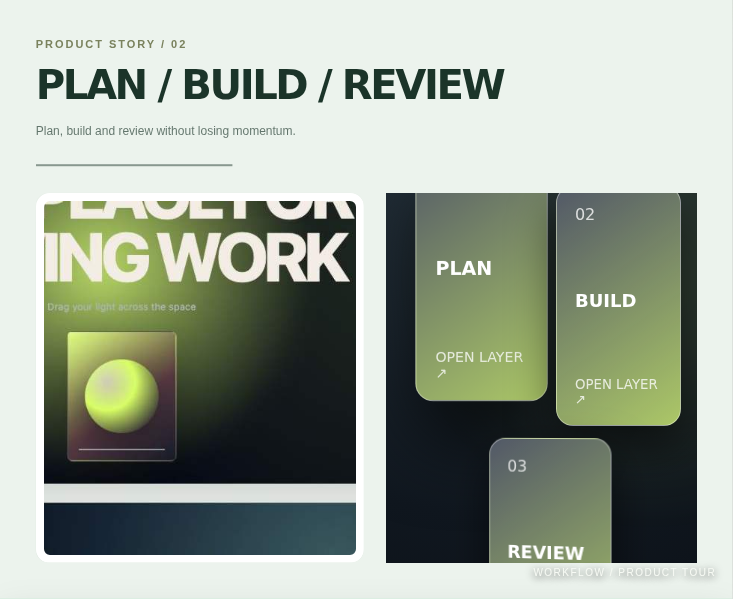 PRODUCT STORY / 02
PLAN / BUILD / REVIEW
Plan, build and review without losing momentum.
ING WORK
Drag your light across the space
PLAN
OPEN LAYER
↗
02
BUILD
OPEN LAYER
↗
03
REVIEW
WORKFLOW / PRODUCT TOUR